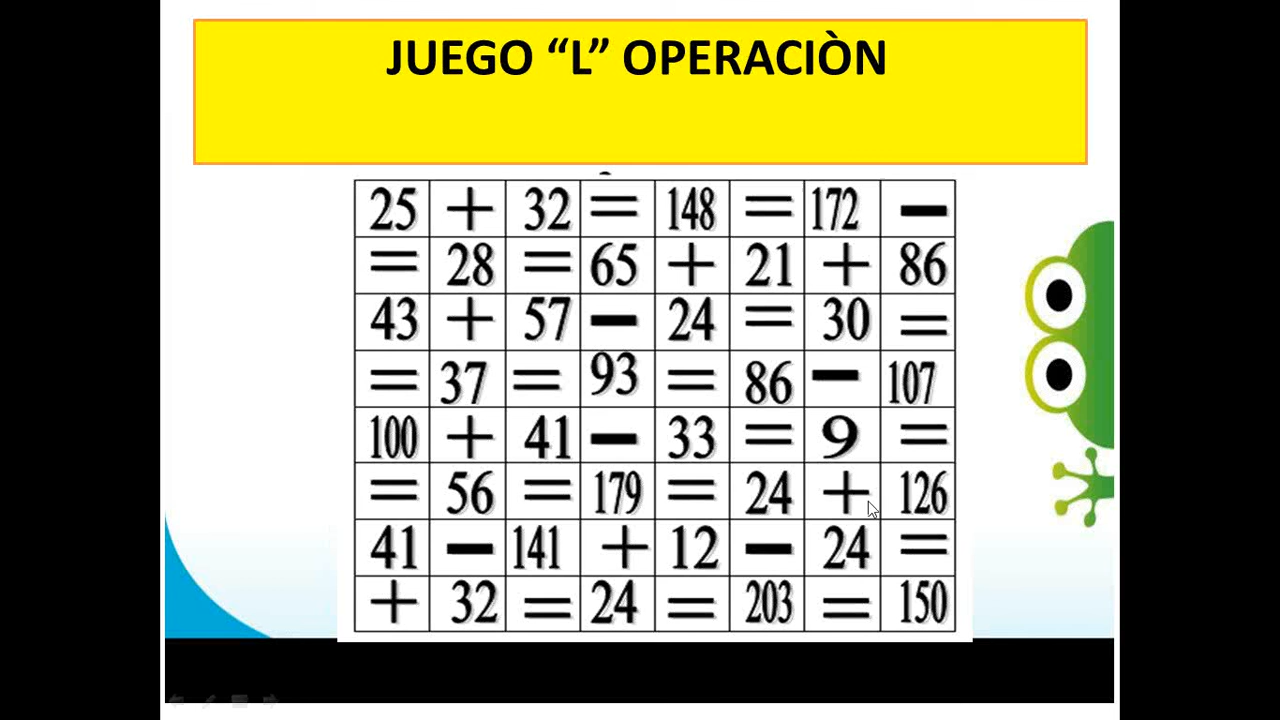 JUEGO “L” OPERACIÒN
25 + 32 = 148 = 172 -
= 28 = 65 + 21 + 86
43 + 57 - 24 = 30 =
= 37 = 93 = 86 - 107
100 + 41 - 33 = 9 =
= 56 = 179 = 24 + 126
41 - 141 + 12 - 24 =
+ 32 = 24 = 203 = 150